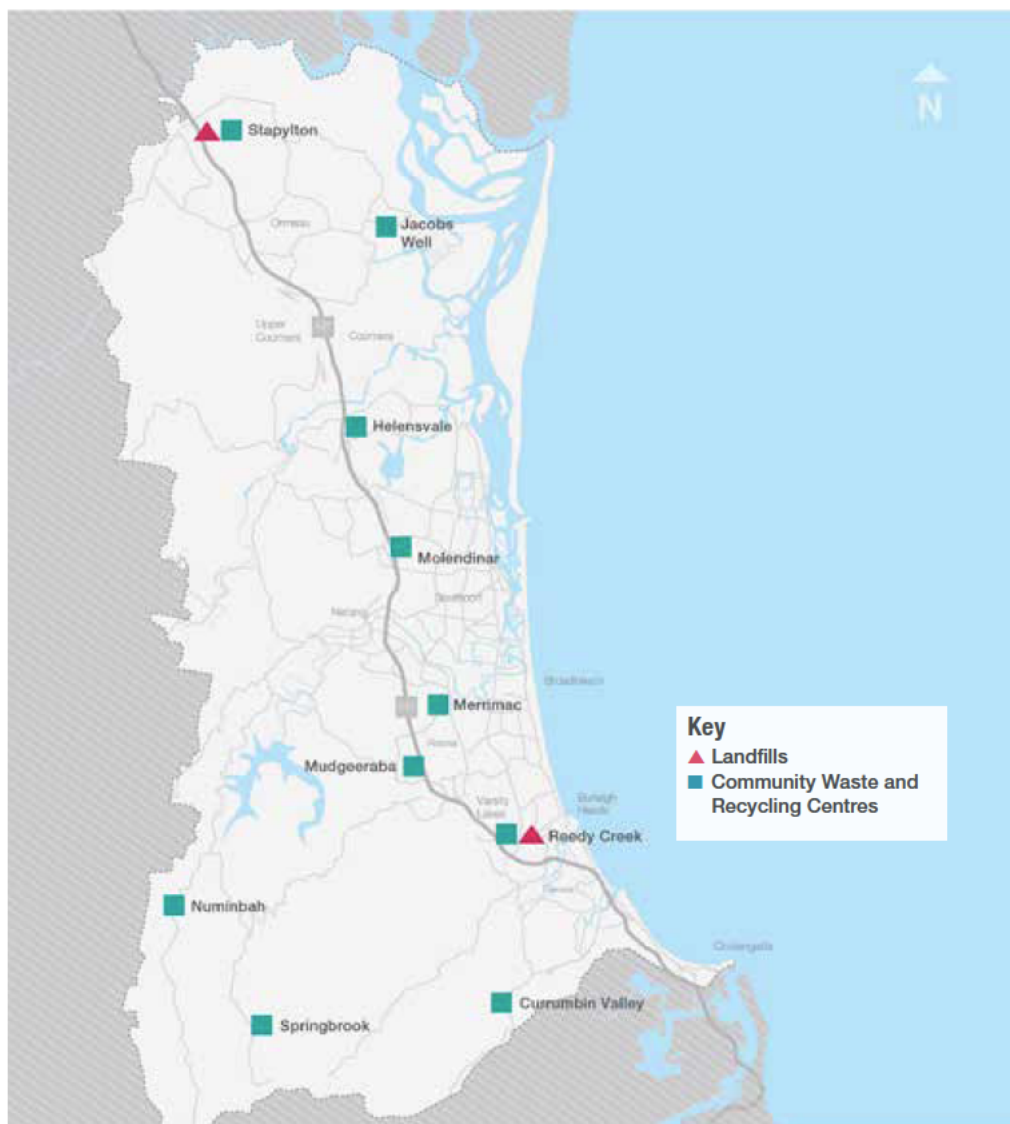 N
Stapylton
Jacobs
Well
Ormeau
Upper
Coomera
Coomera
Helensvale
Molendinar
Southport
Nerang
Broadbeach
Merrimac
Robina
Mudgeeraba
Varsity
Lakes
Burleigh
Heads
Reedy Creek
Numinbah
Coolangatta
Currumbin Valley
Springbrook
Key
Landfills
Community Waste and
Recycling Centres